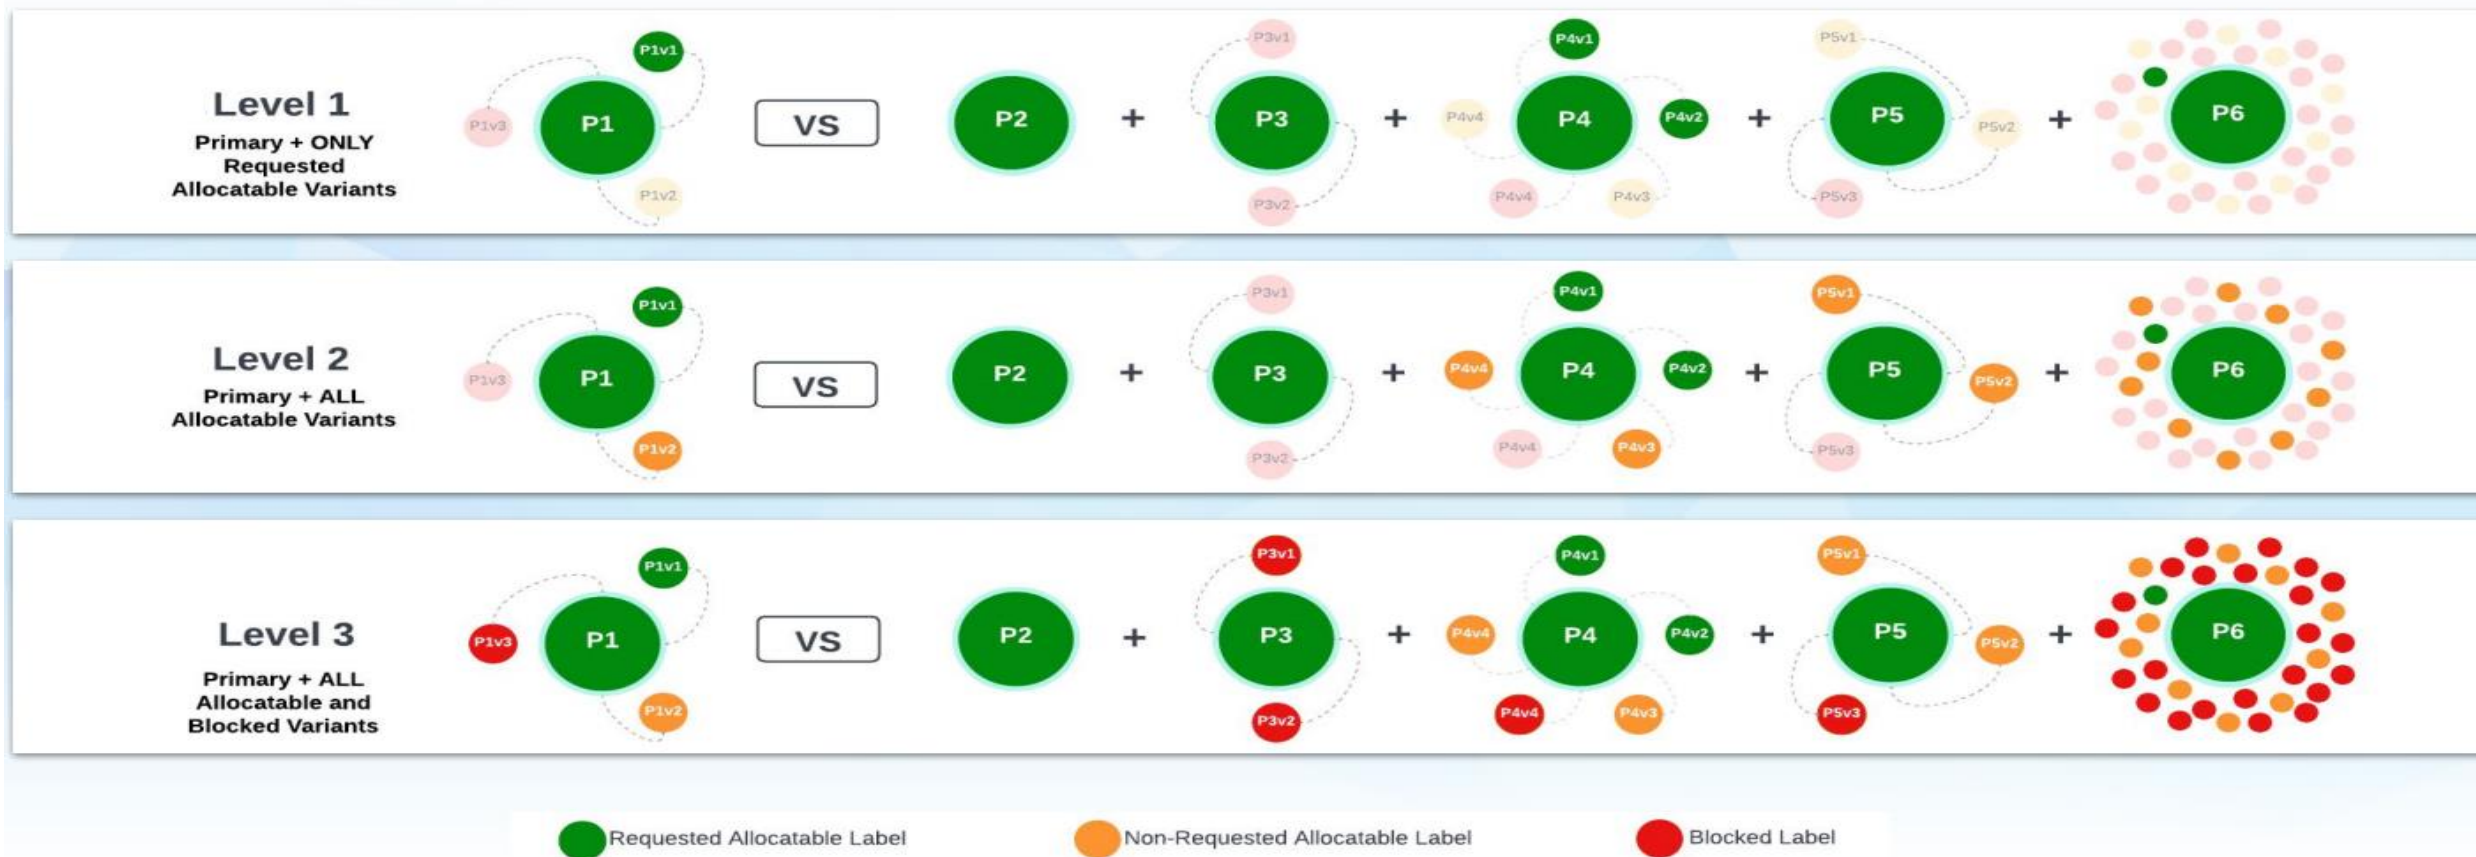 Level 1
Primary + ONLY
Requested
Allocatable Variants
P1v1
P1v3
P1
P1v2
VS
P2
+
P3v1
P3
P3v2
+
P4v1
P4v4
P4
P4v2
P4v4
P4v3
+
P5v1
P5
P5v2
P5v3
+
P6
Level 2
Primary + ALL
Allocatable Variants
P1v1
P1v3
P1
P1v2
VS
P2
+
P3v1
P3
P3v2
+
P4v1
P4v4
P4
P4v2
P4v4
P4v3
+
P5v1
P5
P5v2
P5v3
+
P6
Level 3
Primary + ALL
Allocatable and
Blocked Variants
P1v1
P1v3
P1
P1v2
VS
P2
+
P3v1
P3
P3v2
+
P4v1
P4v4
P4
P4v2
P4v4
P4v3
+
P5v1
P5
P5v2
P5v3
+
P6
Requested Allocatable Label
Non-Requested Allocatable Label
Blocked Label